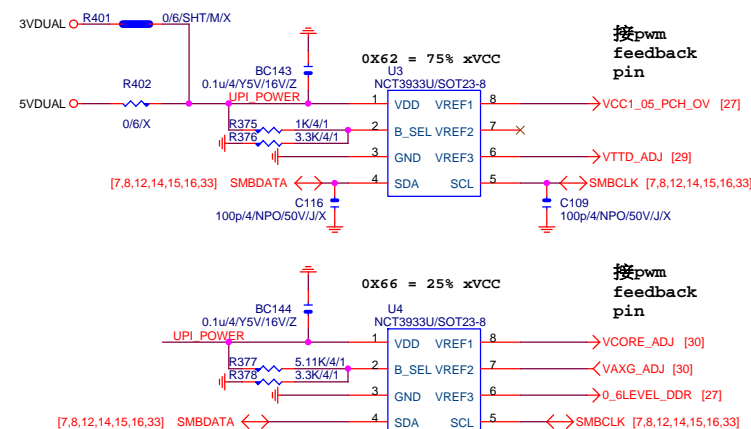 3VDUAL
R401
0/6/SHT/M/X
5VDUAL
R402
0/6/X
BC143
0.1u/4/Y5V/16V/Z
UPI_POWER
0X62 = 75% xVCC
U3
NCT3933U/SOT23-8
接pwm
feedback
pin
R375
1K/4/1
R376
3.3K/4/1
1 VDD VREF1 8
2 B_SEL VREF2 7
3 GND VREF3 6
4 SDA SCL 5
VCC1_05_PCH_OV [27]
VTTD_ADJ [29]
[7,8,12,14,15,16,33] SMBDATA
SMBCLK [7,8,12,14,15,16,33]
C116
100p/4/NPO/50V/J/X
C109
100p/4/NPO/50V/J/X
BC144
0.1u/4/Y5V/16V/Z
UPI_POWER
0X66 = 25% xVCC
U4
NCT3933U/SOT23-8
接pwm
feedback
pin
R377
5.11K/4/1
R378
3.3K/4/1
1 VDD VREF1 8
2 B_SEL VREF2 7
3 GND VREF3 6
4 SDA SCL 5
VCORE_ADJ [30]
VAXG_ADJ [30]
0_6LEVEL_DDR [27]
[7,8,12,14,15,16,33] SMBDATA
SMBCLK [7,8,12,14,15,16,33]